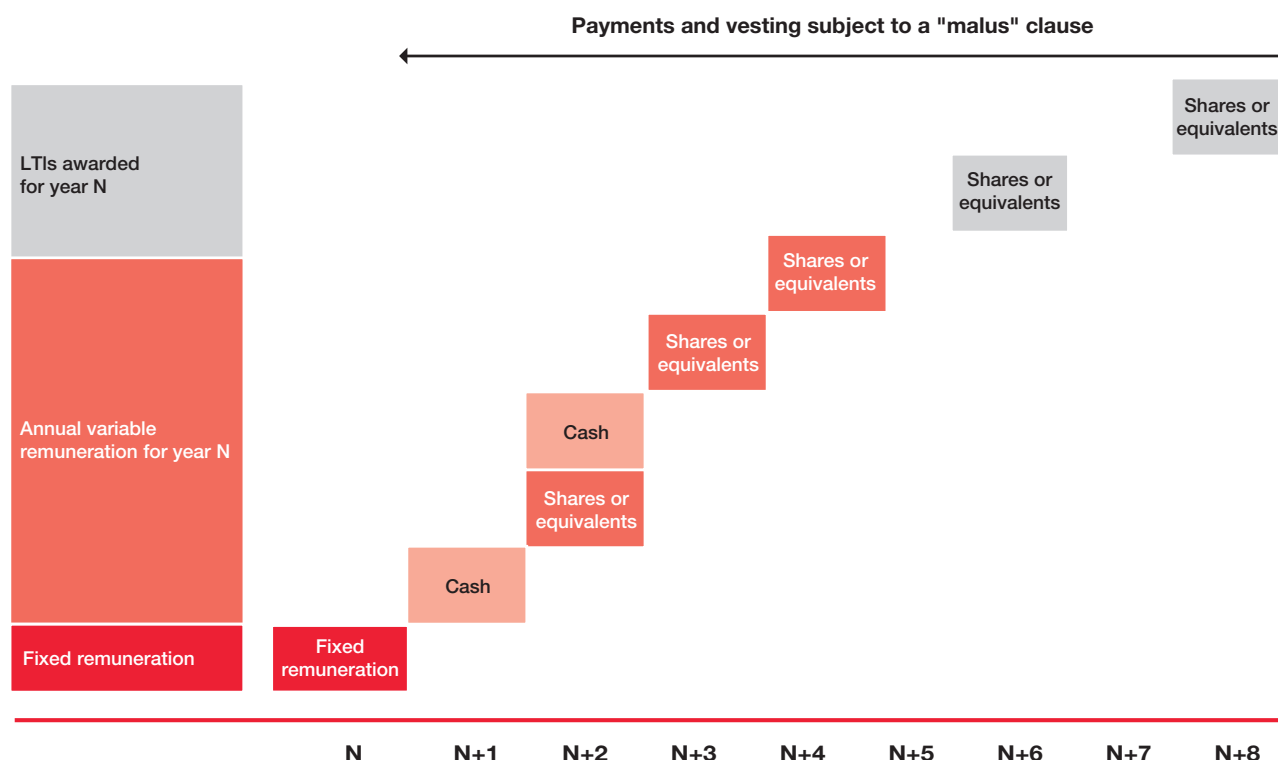 Payments and vesting subject to a "malus" clause
Shares or
equivalents
LTIs awarded
for year N
Shares or
equivalents
Shares or
equivalents
Shares or
equivalents
Annual variable
remuneration for year N
Cash
Shares or
equivalents
Cash
Fixed remuneration
Fixed
remuneration
N N+1 N+2 N+3 N+4 N+5 N+6 N+7 N+8